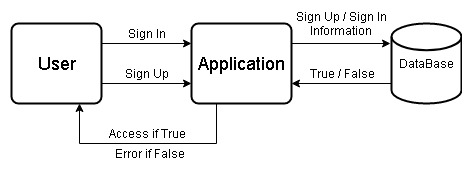 Sign In
User
Sign Up
Application
Sign Up / Sign In
Information
DataBase
True / False
Access if True
Error if False